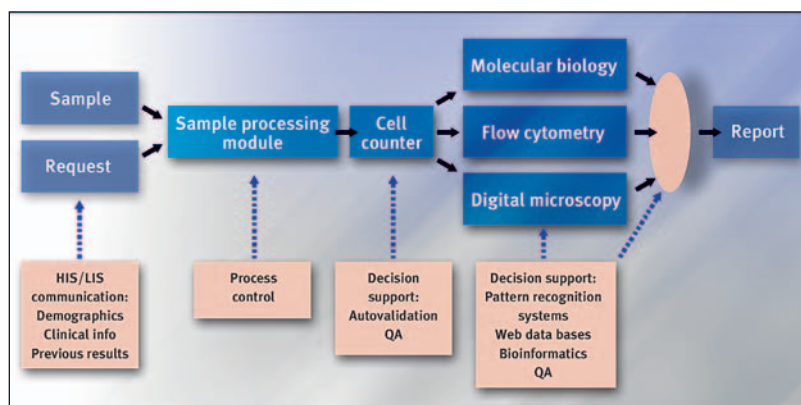 Sample
Request
Sample processing
module
Cell
counter
Molecular biology
Flow cytometry
Digital microscopy
Report
HIS/LIS
communication:
Demographics
Clinical info
Previous results
Process
control
Decision
support:
Autovalidation
QA
Decision support:
Pattern recognition
systems
Web data bases
Bioinformatics
QA